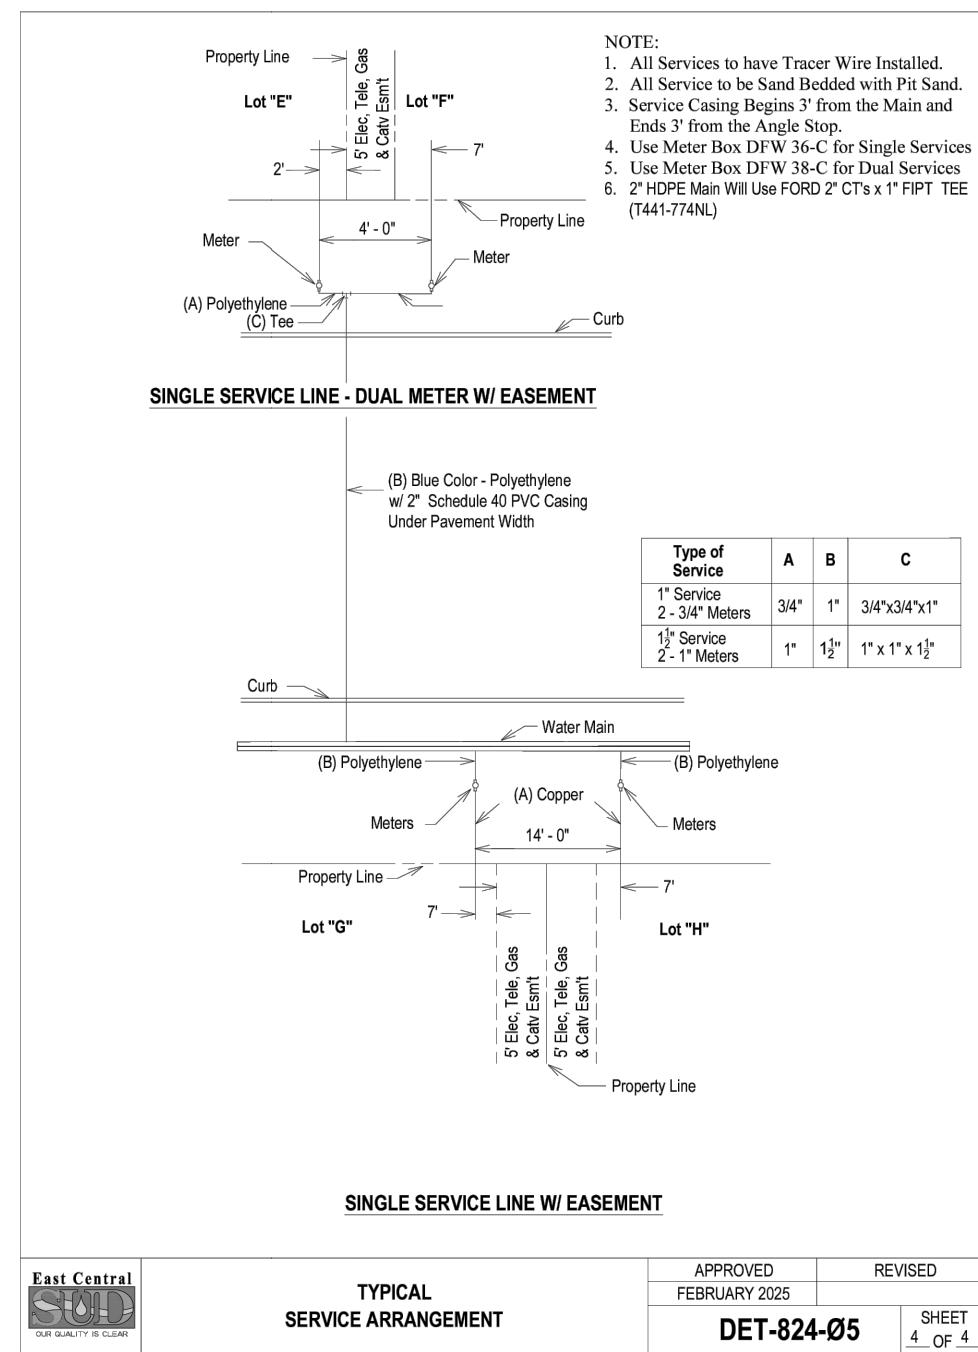 NOTE:
1. All Services to have Tracer Wire Installed.
2. All Service to be Sand Bedded with Pit Sand.
3. Service Casing Begins 3' from the Main and
Ends 3' from the Angle Stop.
4. Use Meter Box DFW 36-C for Single Services
5. Use Meter Box DFW 38-C for Dual Services
6. 2" HDPE Main Will Use FORD 2" CT's x 1" FIPT TEE
(T441-774NL)
Property Line
Lot "E"
5' Elec, Tele, Gas
& Catv Esm't
Lot "F"
7'
2'
Property Line
4' - 0"
Meter
Meter
(A) Polyethylene
(C) Tee
Curb
SINGLE SERVICE LINE - DUAL METER W/ EASEMENT
(B) Blue Color - Polyethylene
w/ 2" Schedule 40 PVC Casing
Under Pavement Width
Type of Service A B C
1" Service
2 - 3/4" Meters 3/4" 1" 3/4"x3/4"x1"
1½" Service
2 - 1" Meters 1" 1½" 1" x 1" x 1½"
Curb
Water Main
(B) Polyethylene
(B) Polyethylene
(A) Copper
Meters
Meters
14' - 0"
Property Line
7'
7'
Lot "G"
Lot "H"
5' Elec, Tele, Gas
& Catv Esm't
5' Elec, Tele, Gas
& Catv Esm't
Property Line
SINGLE SERVICE LINE W/ EASEMENT
East Central
SUD
OUR QUALITY IS CLEAR
TYPICAL
SERVICE ARRANGEMENT
APPROVED REVISED
FEBRUARY 2025
DET-824-Ø5
SHEET
4 OF 4